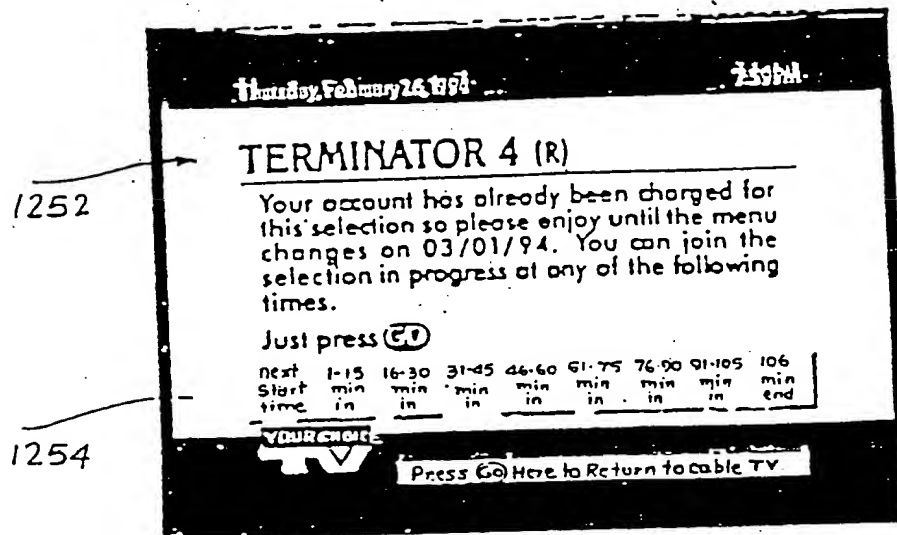 Thursday, February 24, 1994
TERMINATOR 4 (R)
1252
Your account has already been charged for
this selection so please enjoy until the menu
changes on 03/01/94. You can join the
selection in progress at any of the following
times.
Just press GO
next 1-15 16-30 31-45 46-60 61-75 76-90 91-105 106
start min min min min min min min min
time in in in in in in in end
1254
YOUR CHOICE
TV
Press GO Here to Return to cable TV